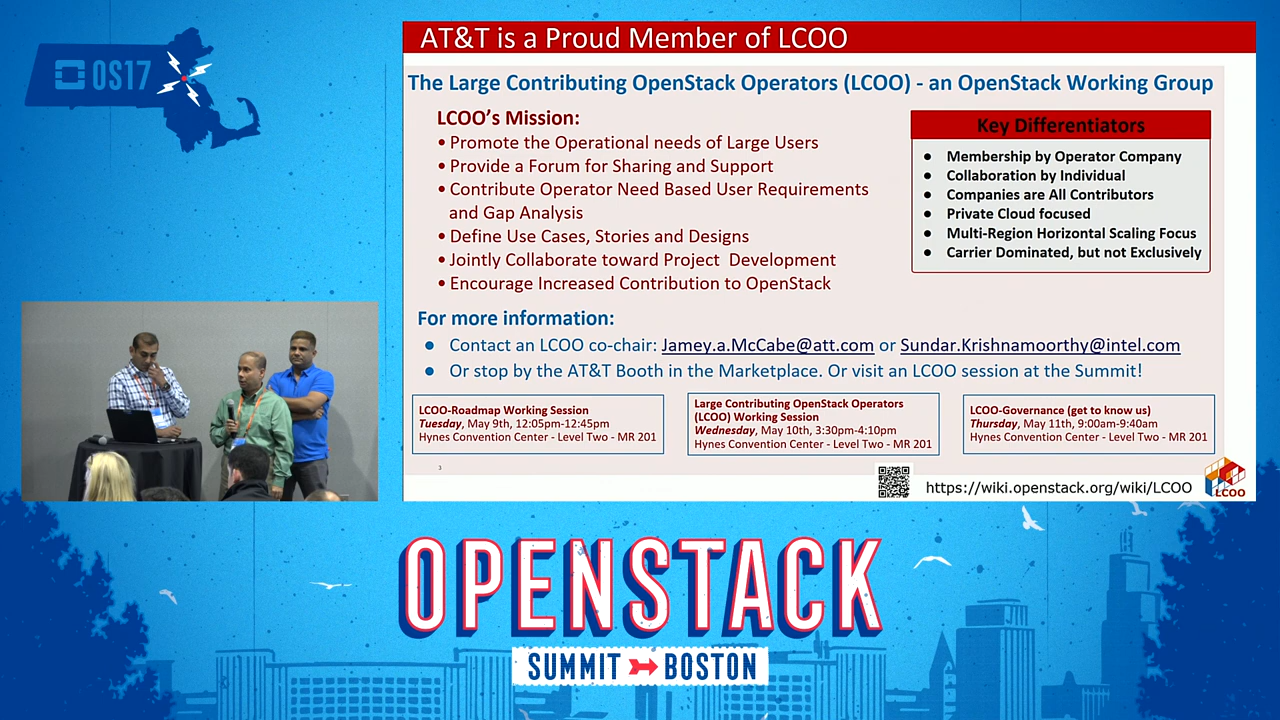 OS17
AT&T is a Proud Member of LCOO
The Large Contributing OpenStack Operators (LCOO) - an OpenStack Working Group
LCOO's Mission:
• Promote the Operational needs of Large Users
• Provide a Forum for Sharing and Support
• Contribute Operator Need Based User Requirements
and Gap Analysis
• Define Use Cases, Stories and Designs
• Jointly Collaborate toward Project Development
• Encourage Increased Contribution to OpenStack
Key Differentiators
● Membership by Operator Company
● Collaboration by Individual
● Companies are All Contributors
● Private Cloud focused
● Multi-Region Horizontal Scaling Focus
● Carrier Dominated, but not Exclusively
For more information:
● Contact an LCOO co-chair: Jamey.a.McCabe@att.com or Sundar.Krishnamoorthy@intel.com
● Or stop by the AT&T Booth in the Marketplace. Or visit an LCOO session at the Summit!
LCOO-Roadmap Working Session
Tuesday, May 9th, 12:05pm-12:45pm
Hynes Convention Center - Level Two - MR 201
Large Contributing OpenStack Operators
(LCOO) Working Session
Wednesday, May 10th, 3:30pm-4:10pm
Hynes Convention Center - Level Two - MR 201
LCOO-Governance (get to know us)
Thursday, May 11th, 9:00am-9:40am
Hynes Convention Center - Level Two - MR 201
3
https://wiki.openstack.org/wiki/LCOO
LCOO
OPENSTACK
SUMMIT BOSTON